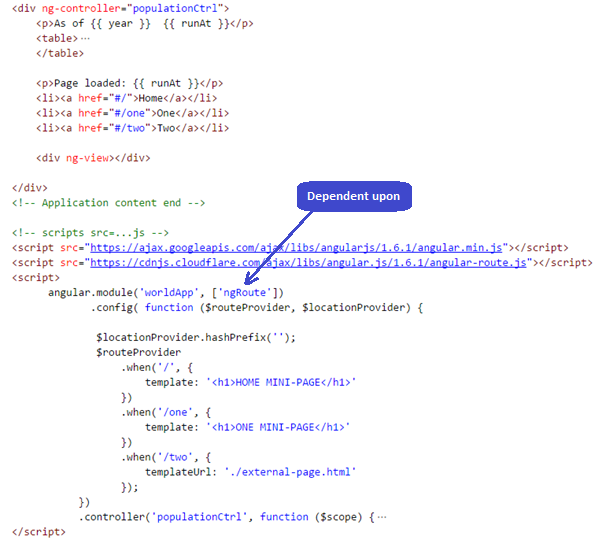 <div ng-controller="populationCtrl">
    <p>As of {{ year }}  {{ runAt }}</p>
    <table>…
    </table>

    <p>Page loaded: {{ runAt }}</p>
    <li><a href="#/">Home</a></li>
    <li><a href="#/one">One</a></li>
    <li><a href="#/two">Two</a></li>

    <div ng-view></div>

</div>
<!-- Application content end -->
Dependent upon

<!-- scripts src=...js -->
<script src="https://ajax.googleapis.com/ajax/libs/angularjs/1.6.1/angular.min.js"></script>
<script src="https://cdnjs.cloudflare.com/ajax/libs/angular.js/1.6.1/angular-route.js"></script>
<script>
      angular.module('worldApp', ['ngRoute'])
            .config( function ($routeProvider, $locationProvider) {

             $locationProvider.hashPrefix('');
             $routeProvider
                 .when('/', {
                     template: '<h1>HOME MINI-PAGE</h1>'
                 })
                 .when('/one', {
                     template: '<h1>ONE MINI-PAGE</h1>'
                 })
                 .when('/two', {
                     templateUrl: './external-page.html'
                 });
          })
          .controller('populationCtrl', function ($scope) {…
</script>